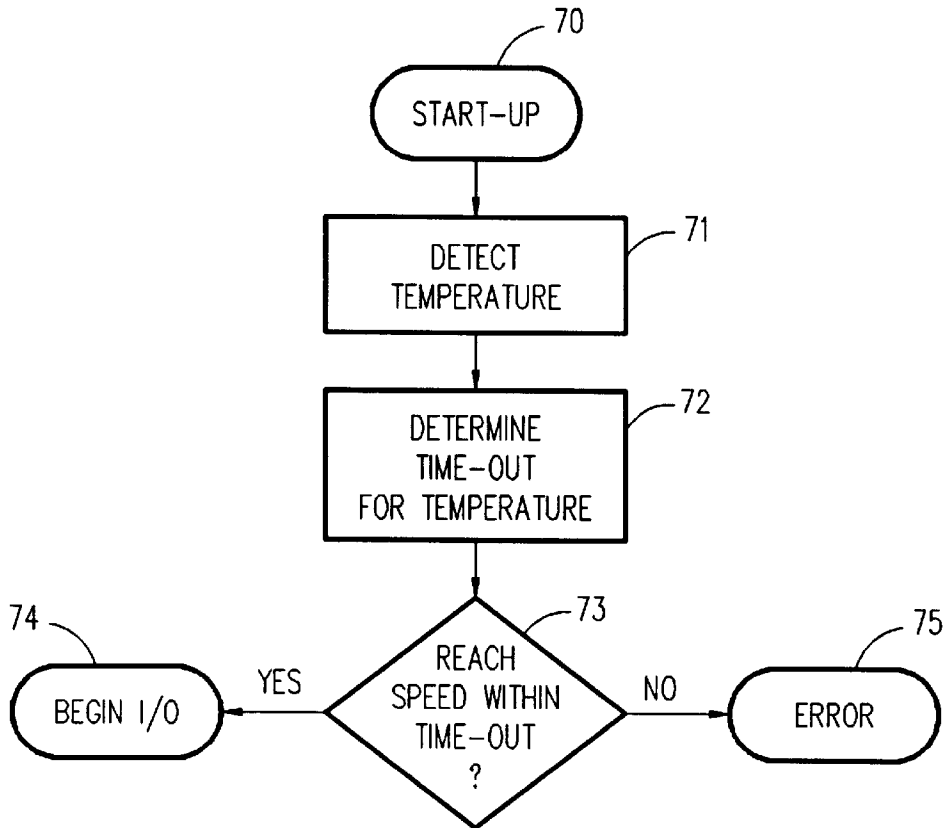 70
START-UP
71
DETECT
TEMPERATURE
72
DETERMINE
TIME-OUT
FOR TEMPERATURE
73
REACH
SPEED WITHIN
TIME-OUT
?
74
YES
BEGIN I/O
NO
75
ERROR